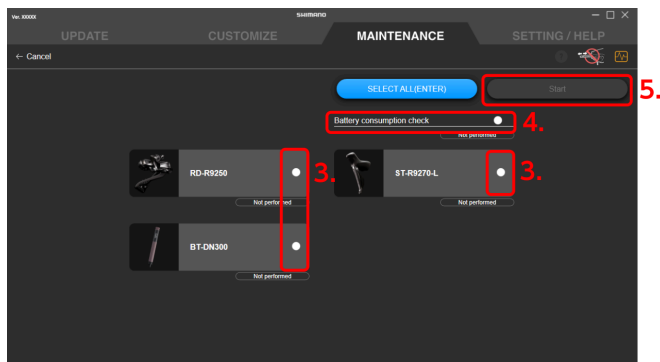 Ver. XXXXX
SHIMANO
UPDATE
CUSTOMIZE
MAINTENANCE
SETTING / HELP
← Cancel
SELECT ALL(ENTER)
Start
5.
Battery consumption check
4.
Not performed
RD-R9250
3.
ST-R9270-L
3.
Not performed
Not performed
BT-DN300
Not performed